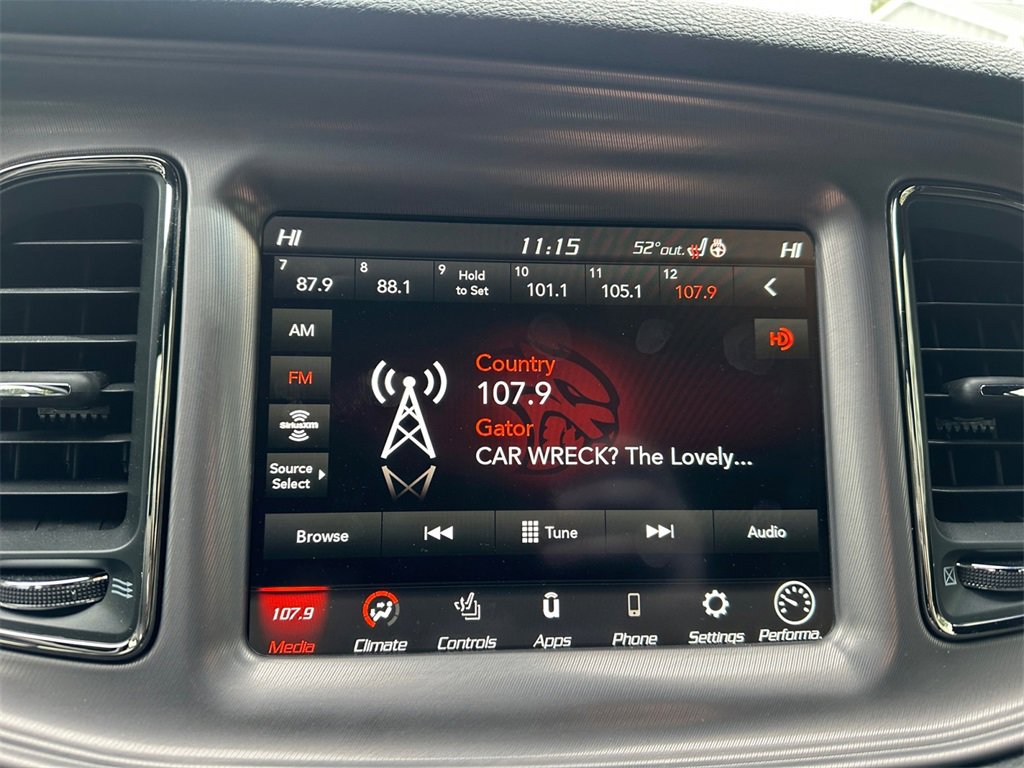 HI 11:15 52°out. HI
7 87.9 8 88.1 9 Hold to Set 10 101.1 11 105.1 12 107.9
AM
HD
Country
FM
107.9
SiriusXM
Gator
CAR WRECK? The Lovely...
Source
Select
Browse Tune Audio
107.9
Media Climate Controls Apps Phone Settings Performa.